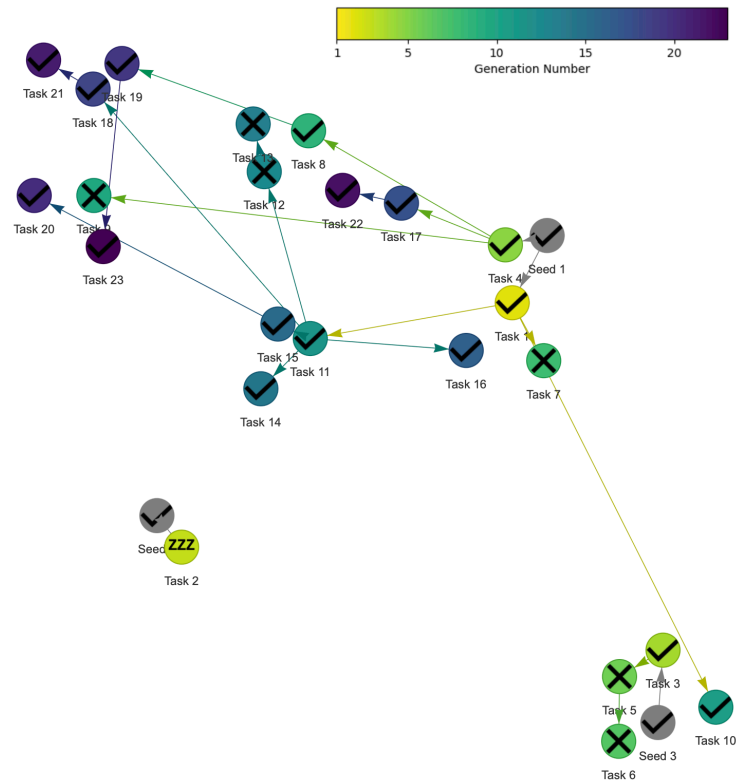 1 5 10 15 20
Generation Number
Task 21
Task 19
Task 18
Task 13
Task 8
Task 12
Task 22
Task 17
Task 20
Task
Task 23
Task 4
Seed 1
Task 1
Task 15
Task 11
Task 16
Task 7
Task 14
Seed
ZZZ
Task 2
Task 3
Task 5
Task 10
Seed 3
Task 6